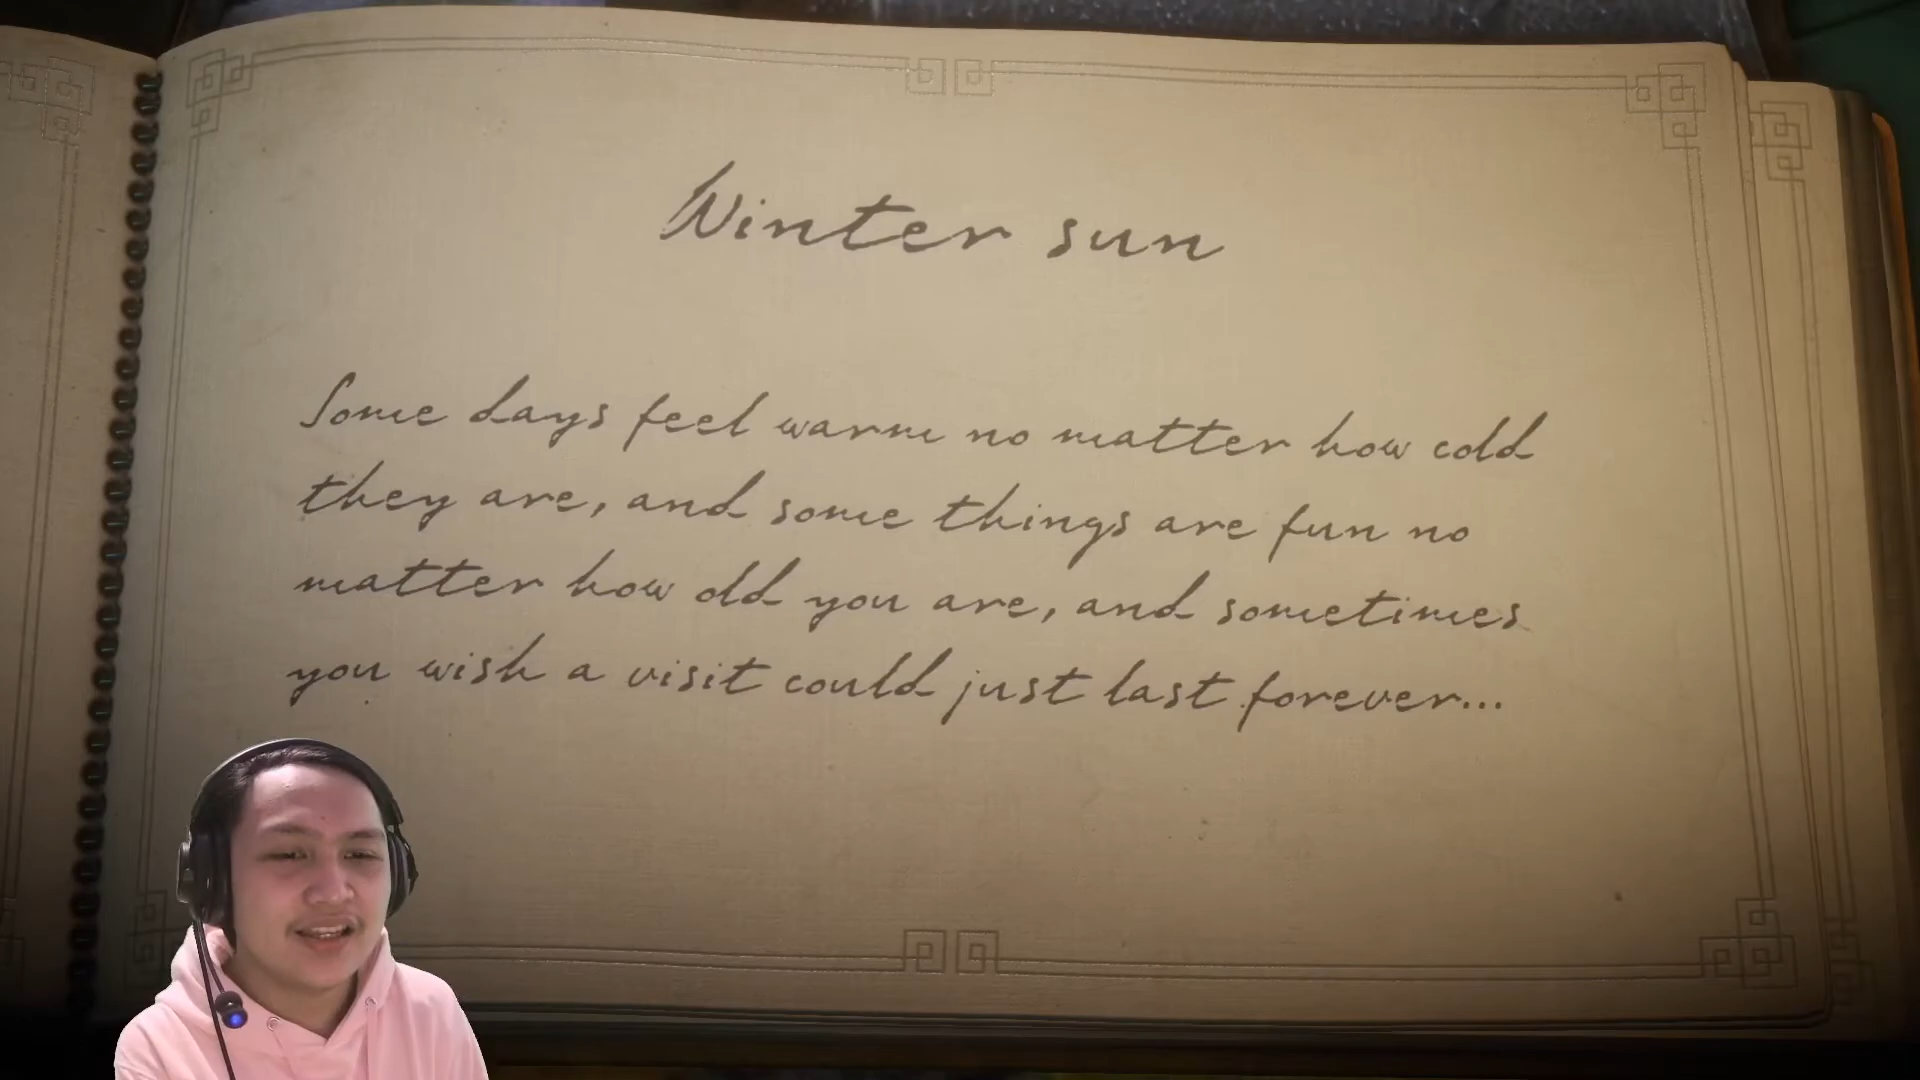 Winter sun
Some days feel warm no matter how cold
they are, and some things are fun no
matter how old you are, and sometimes
you wish a visit could just last forever...